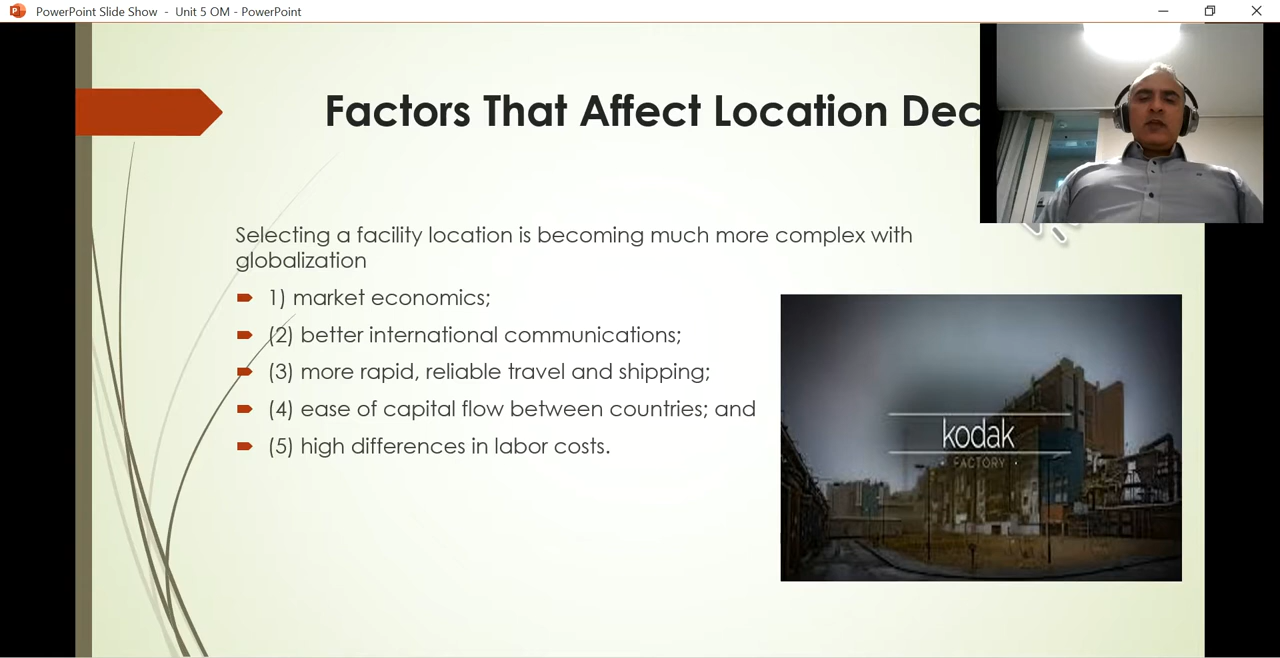 PowerPoint Slide Show - Unit 5 OM - PowerPoint
Factors That Affect Location Dec
Selecting a facility location is becoming much more complex with
globalization
1) market economics;
(2) better international communications;
(3) more rapid, reliable travel and shipping;
(4) ease of capital flow between countries; and
(5) high differences in labor costs.
kodak
FACTORY